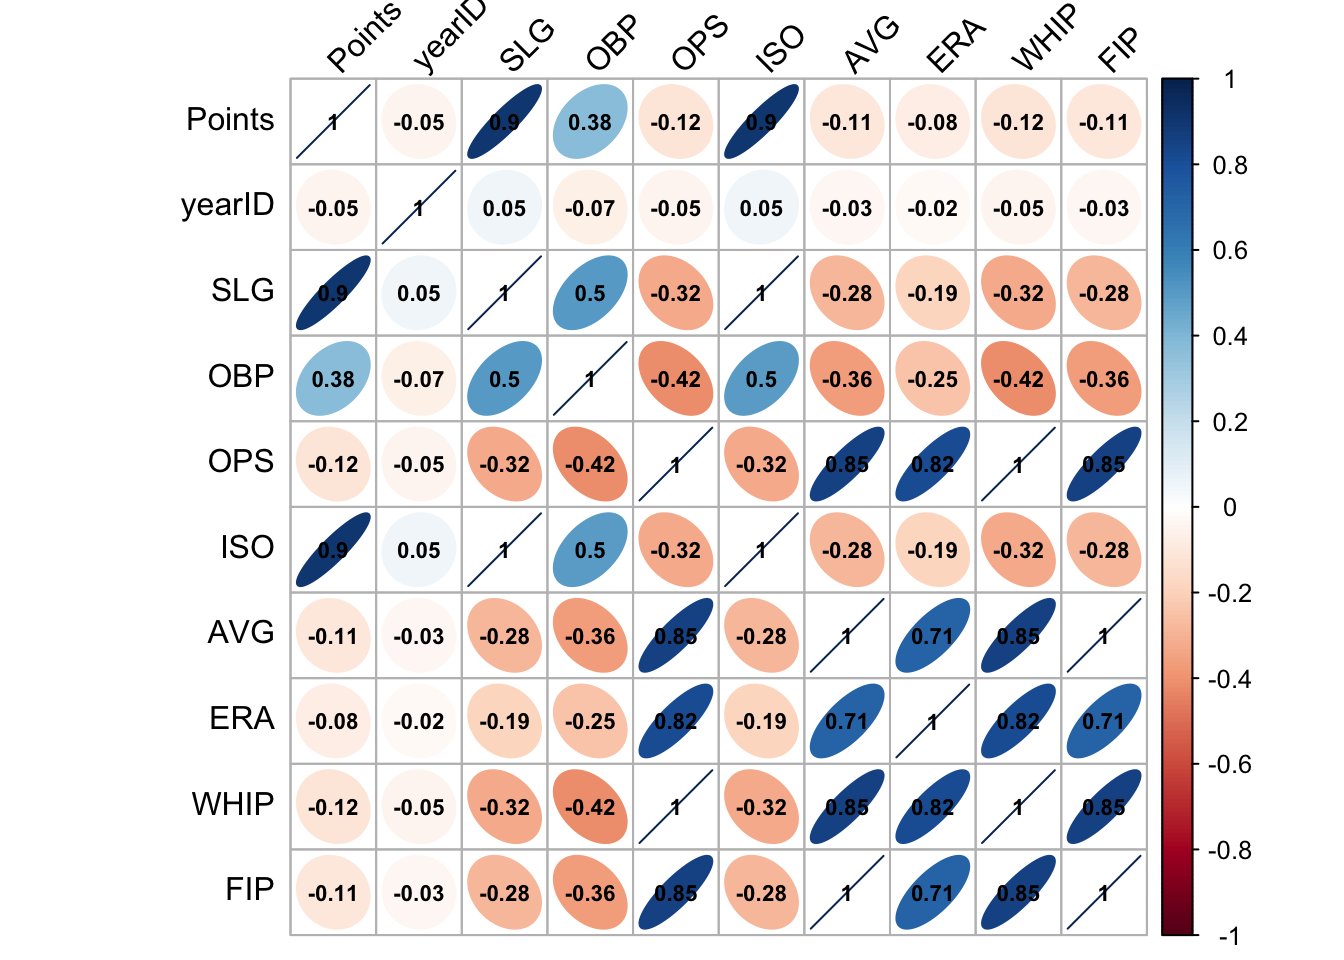 Points yearID SLG OBP OPS ISO AVG ERA WHIP FIP
Points 1 -0.05 0.9 0.38 -0.12 0.9 -0.11 -0.08 -0.12 -0.11
yearID -0.05 1 0.05 -0.07 -0.05 0.05 -0.03 -0.02 -0.05 -0.03
SLG 0.9 0.05 1 0.5 -0.32 1 -0.28 -0.19 -0.32 -0.28
OBP 0.38 -0.07 0.5 1 -0.42 0.5 -0.36 -0.25 -0.42 -0.36
OPS -0.12 -0.05 -0.32 -0.42 1 -0.32 0.85 0.82 1 0.85
ISO 0.9 0.05 1 0.5 -0.32 1 -0.28 -0.19 -0.32 -0.28
AVG -0.11 -0.03 -0.28 -0.36 0.85 -0.28 1 0.71 0.85 1
ERA -0.08 -0.02 -0.19 -0.25 0.82 -0.19 0.71 1 0.82 0.71
WHIP -0.12 -0.05 -0.32 -0.42 1 -0.32 0.85 0.82 1 0.85
FIP -0.11 -0.03 -0.28 -0.36 0.85 -0.28 1 0.71 0.85 1
1
0.8
0.6
0.4
0.2
0
-0.2
-0.4
-0.6
-0.8
-1